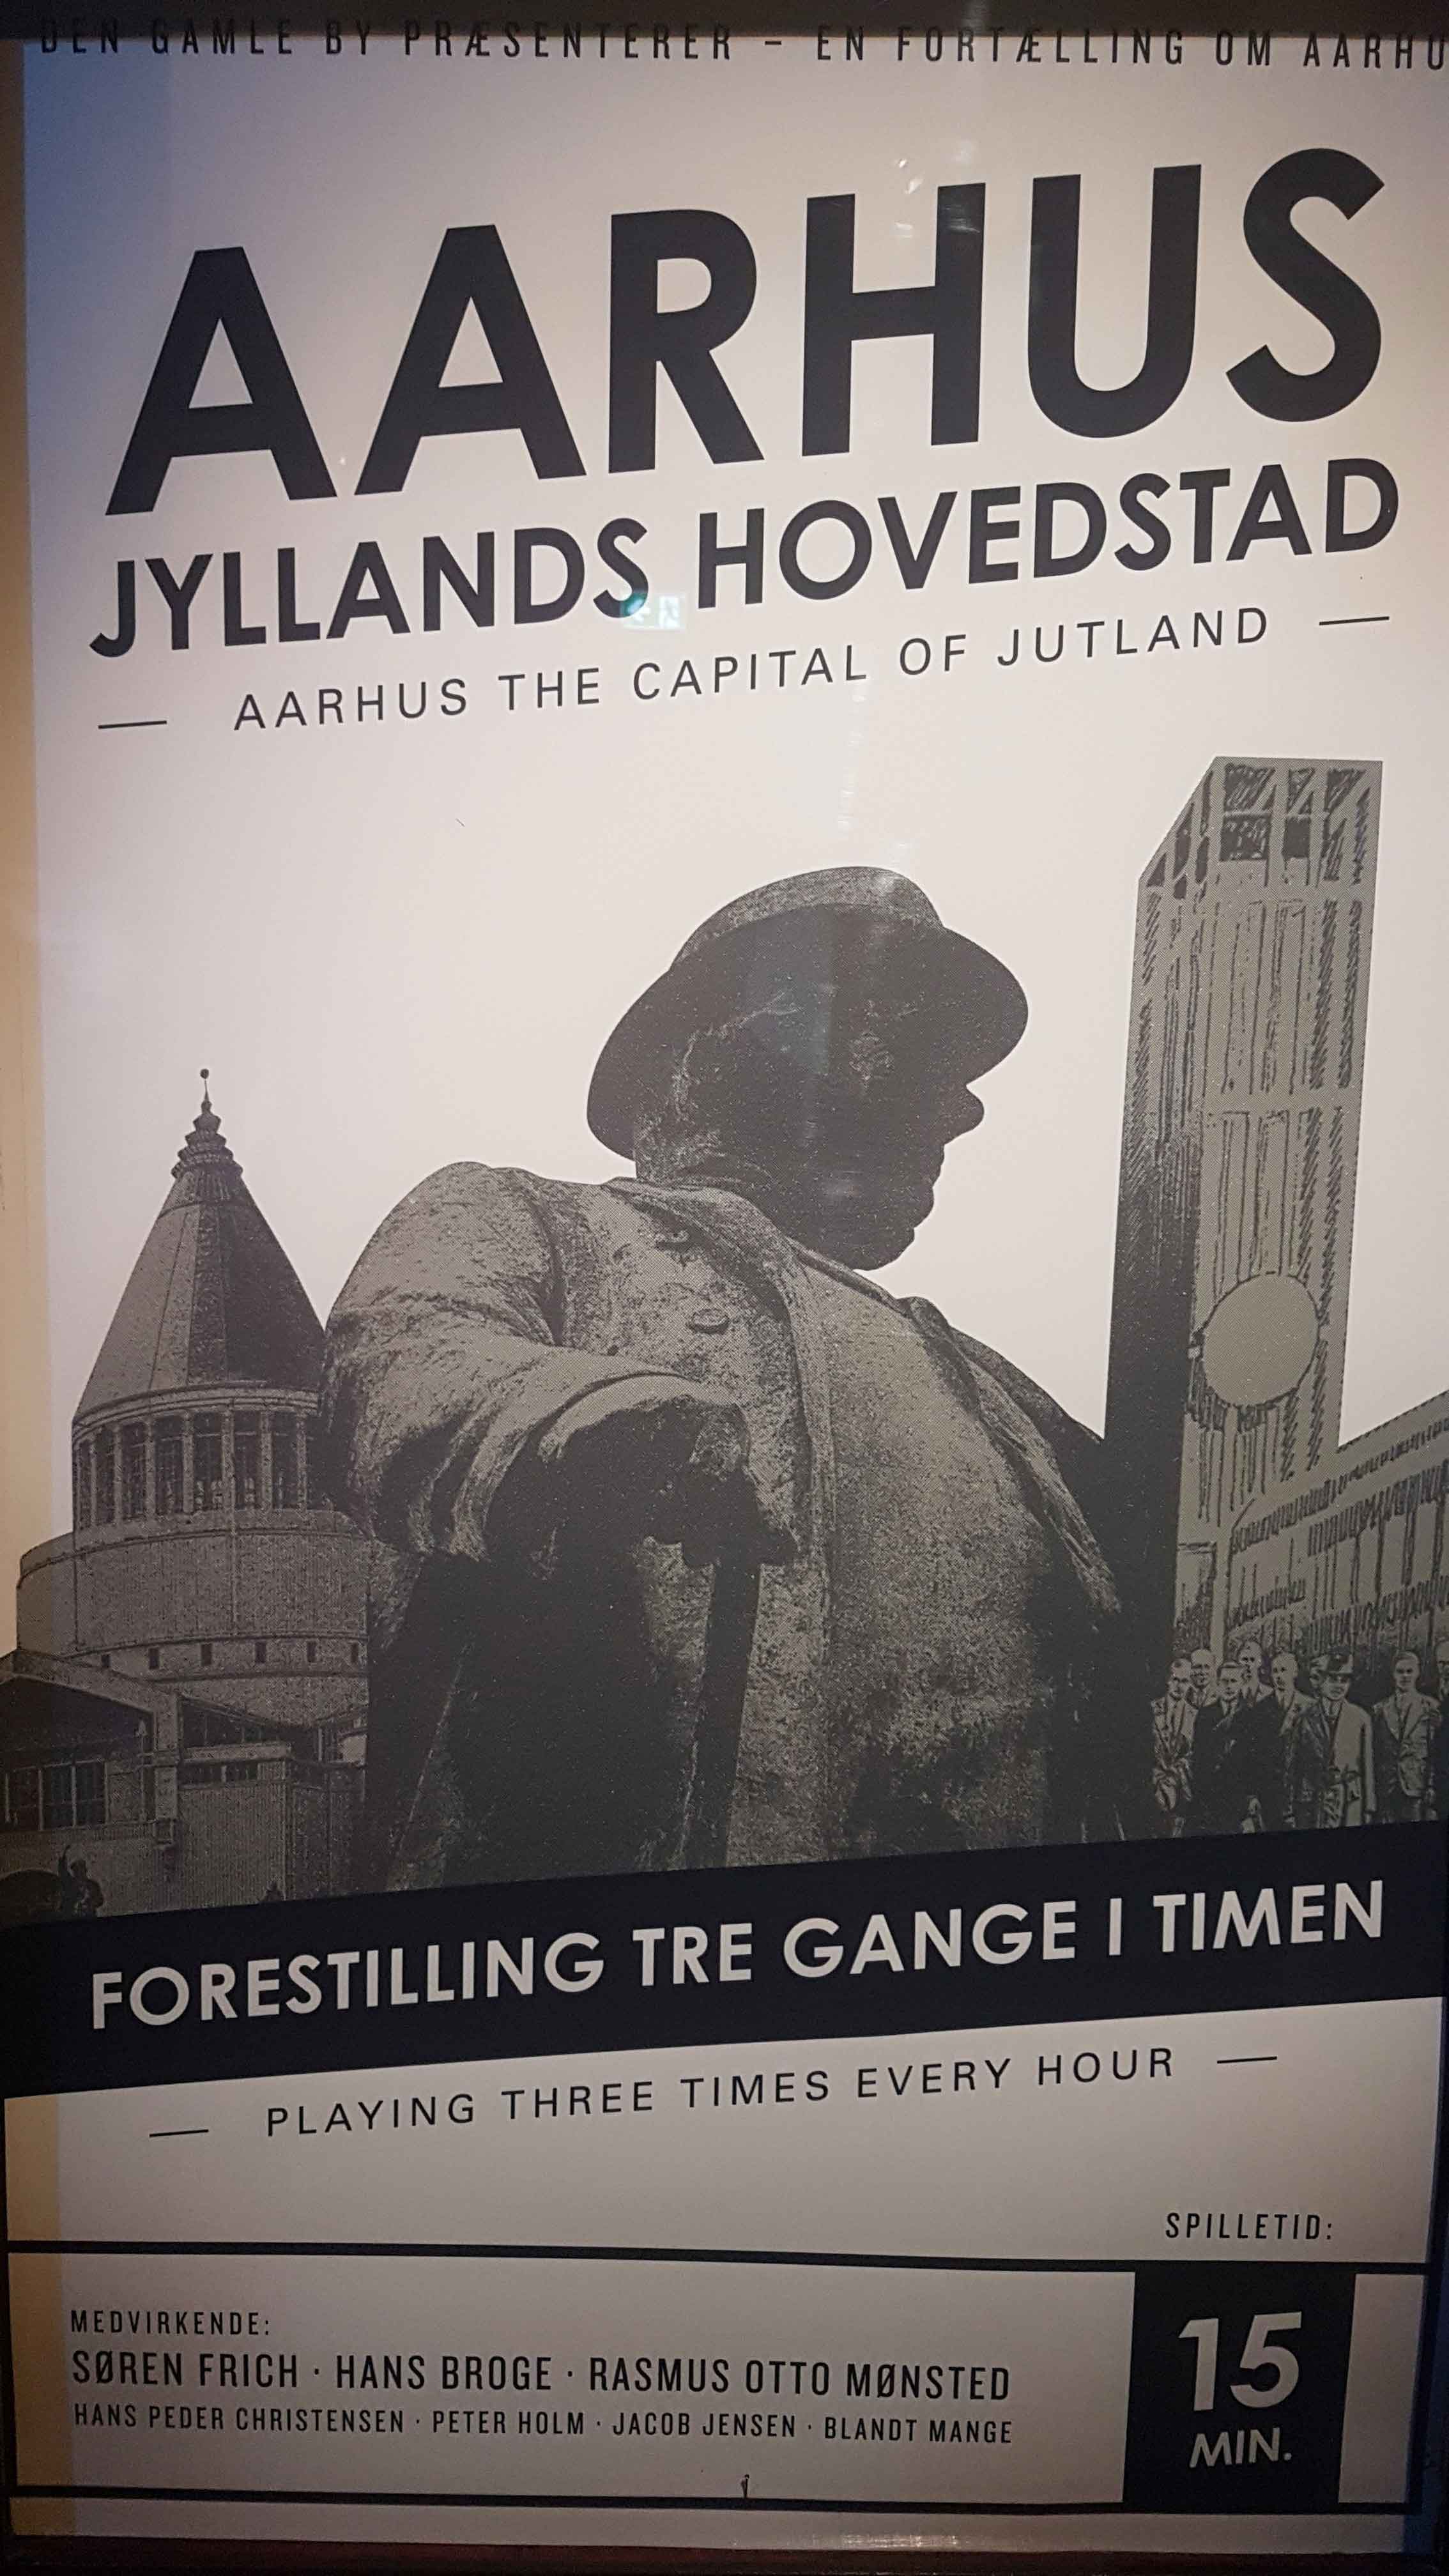 DEN GAMLE BY PRÆSENTERER – EN FORTÆLLING OM AARHU
AARHUS
JYLLANDS HOVEDSTAD
— AARHUS THE CAPITAL OF JUTLAND —
FORESTILLING TRE GANGE I TIMEN
— PLAYING THREE TIMES EVERY HOUR —
SPILLETID:
15
MIN.
MEDVIRKENDE:
SØREN FRICH · HANS BROGE · RASMUS OTTO MØNSTED
HANS PEDER CHRISTENSEN · PETER HOLM · JACOB JENSEN · BLANDT MANGE